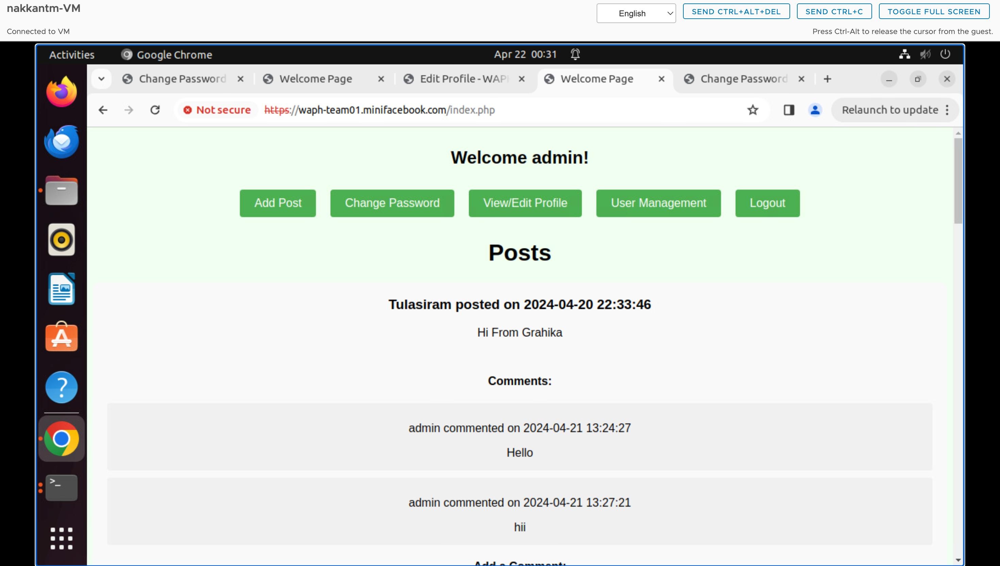 nakkantm-VM
English
SEND CTRL+ALT+DEL
SEND CTRL+C
TOGGLE FULL SCREEN
Connected to VM
Press Ctrl-Alt to release the cursor from the guest.
Activities
Google Chrome
Apr 22 00:31
Change Password
Welcome Page
Edit Profile - WAP
Welcome Page
Change Password
Not secure
https://waph-team01.minifacebook.com/index.php
Relaunch to update
Welcome admin!
Add Post
Change Password
View/Edit Profile
User Management
Logout
Posts
Tulasiram posted on 2024-04-20 22:33:46
Hi From Grahika
Comments:
admin commented on 2024-04-21 13:24:27
Hello
admin commented on 2024-04-21 13:27:21
hii
Add a Comment: